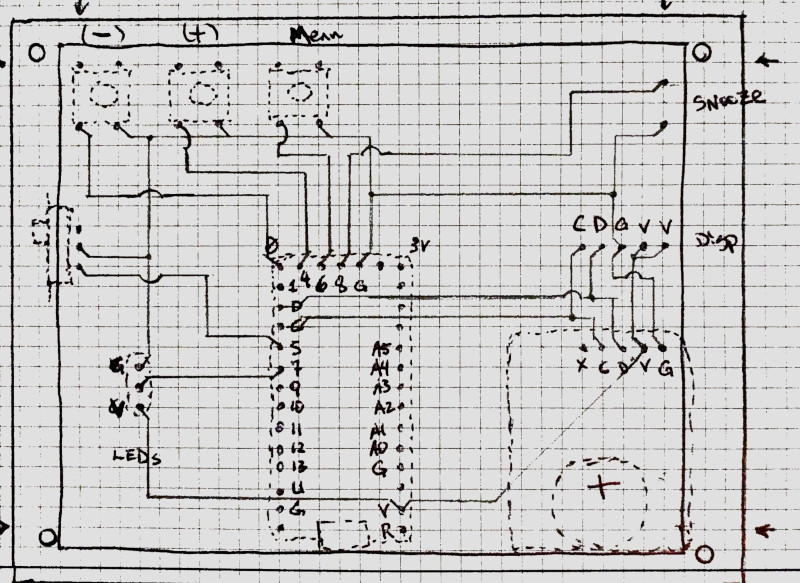 (-) (+) Menu
SNOOZE
C D G V V
Disp
0 4 6 8 G 3V
1
D
C
5
7
9
10
11
12
13
U
G
A5
A4
A3
A2
A1
A0
G
V
R
X C D V G
G
V
LEDs
+